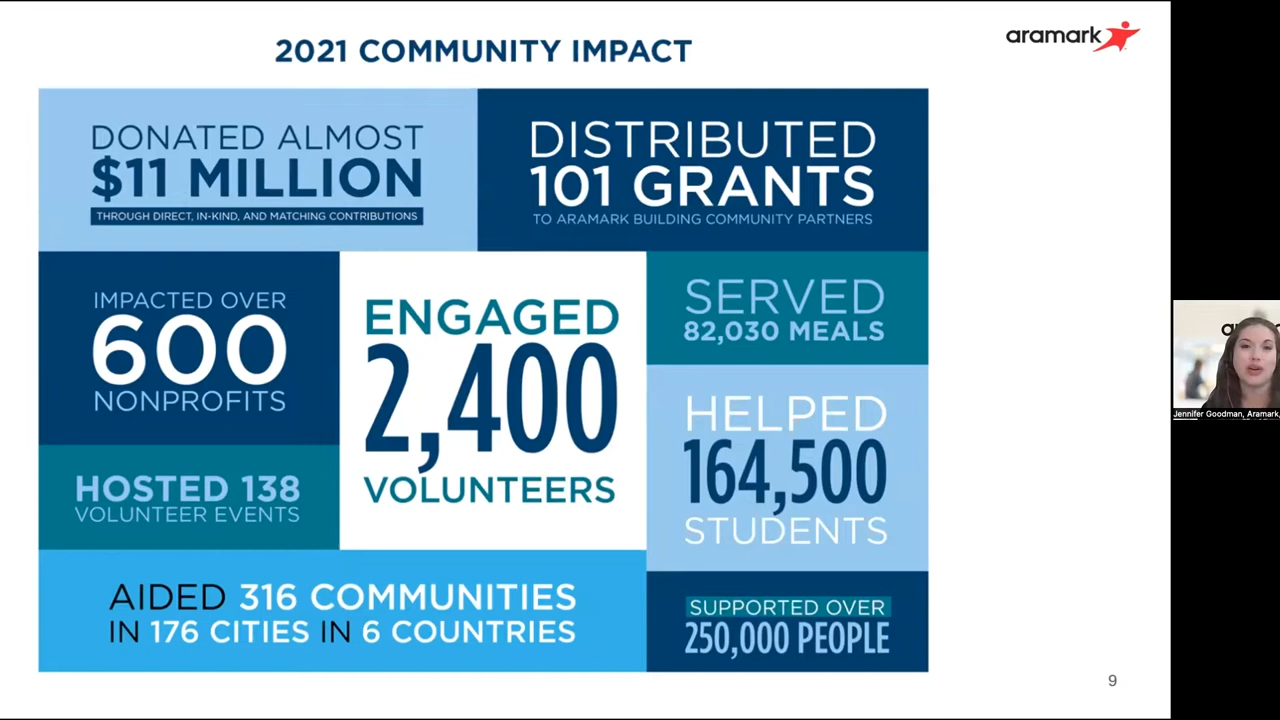 2021 COMMUNITY IMPACT
aramark
DONATED ALMOST
$11 MILLION
THROUGH DIRECT, IN-KIND, AND MATCHING CONTRIBUTIONS
DISTRIBUTED
101 GRANTS
TO ARAMARK BUILDING COMMUNITY PARTNERS
IMPACTED OVER
600
NONPROFITS
ENGAGED
2,400
VOLUNTEERS
SERVED
82,030 MEALS
HELPED
164,500
STUDENTS
HOSTED 138
VOLUNTEER EVENTS
AIDED 316 COMMUNITIES
IN 176 CITIES IN 6 COUNTRIES
SUPPORTED OVER
250,000 PEOPLE
9
Jennifer Goodman, Aramark,